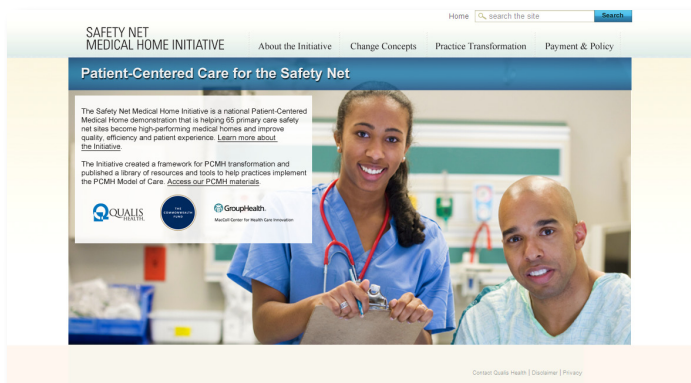 Home search the site Search
SAFETY NET
MEDICAL HOME INITIATIVE
About the Initiative Change Concepts Practice Transformation Payment & Policy
Patient-Centered Care for the Safety Net
The Safety Net Medical Home Initiative is a national Patient-Centered
Medical Home demonstration that is helping 65 primary care safety
net sites become high-performing medical homes and improve
quality, efficiency and patient experience. Learn more about
the Initiative.
The Initiative created a framework for PCMH transformation and
published a library of resources and tools to help practices implement
the PCMH Model of Care. Access our PCMH materials.
QUALIS
HEALTH
THE
COMMONWEALTH
FUND
GroupHealth
MacColl Center for Health Care Innovation
Contact Qualis Health | Disclaimer | Privacy